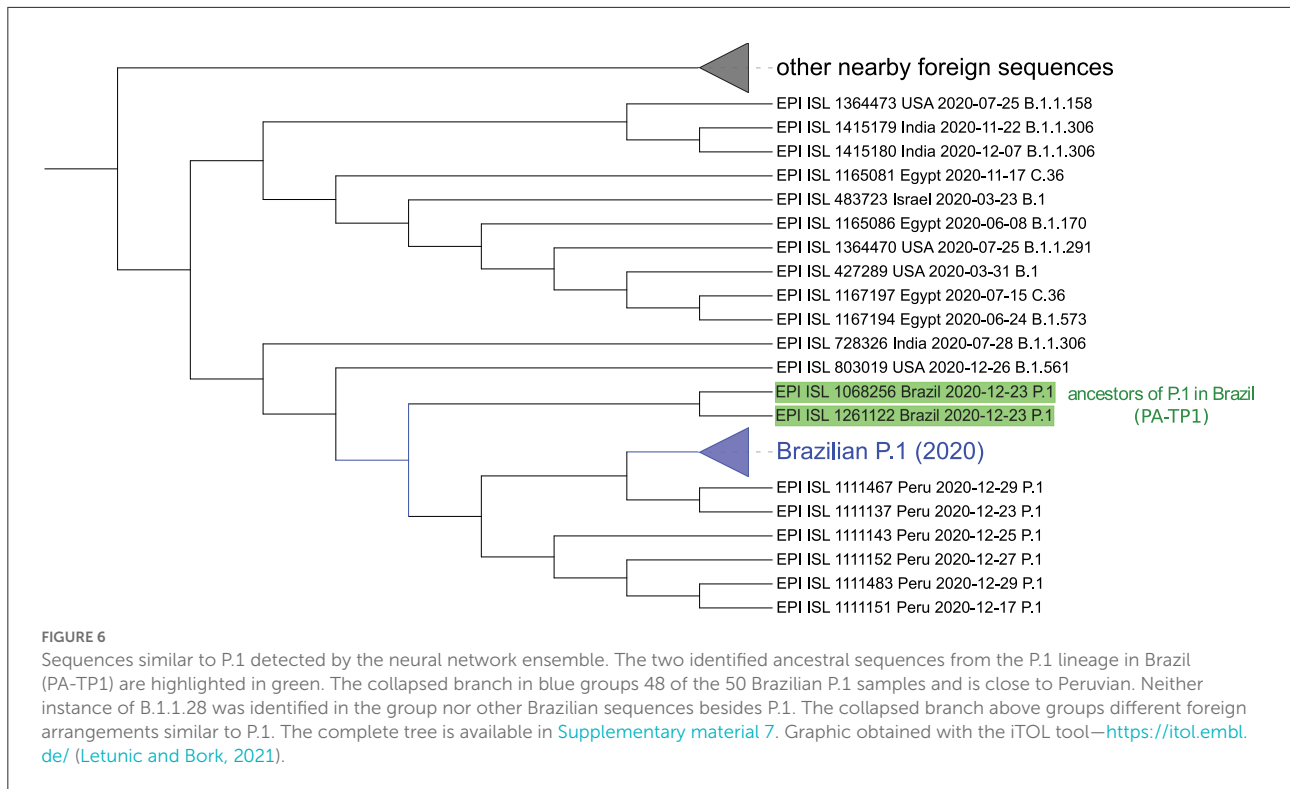 other nearby foreign sequences
EPI ISL 1364473 USA 2020-07-25 B.1.1.158
EPI ISL 1415179 India 2020-11-22 B.1.1.306
EPI ISL 1415180 India 2020-12-07 B.1.1.306
EPI ISL 1165081 Egypt 2020-11-17 C.36
EPI ISL 483723 Israel 2020-03-23 B.1
EPI ISL 1165086 Egypt 2020-06-08 B.1.170
EPI ISL 1364470 USA 2020-07-25 B.1.1.291
EPI ISL 427289 USA 2020-03-31 B.1
EPI ISL 1167197 Egypt 2020-07-15 C.36
EPI ISL 1167194 Egypt 2020-06-24 B.1.573
EPI ISL 728326 India 2020-07-28 B.1.1.306
EPI ISL 803019 USA 2020-12-26 B.1.561
EPI ISL 1068256 Brazil 2020-12-23 P.1 ancestors of P.1 in Brazil
EPI ISL 1261122 Brazil 2020-12-23 P.1 (PA-TP1)
Brazilian P.1 (2020)
EPI ISL 1111467 Peru 2020-12-29 P.1
EPI ISL 1111137 Peru 2020-12-23 P.1
EPI ISL 1111143 Peru 2020-12-25 P.1
EPI ISL 1111152 Peru 2020-12-27 P.1
EPI ISL 1111483 Peru 2020-12-29 P.1
EPI ISL 1111151 Peru 2020-12-17 P.1
FIGURE 6
Sequences similar to P.1 detected by the neural network ensemble. The two identified ancestral sequences from the P.1 lineage in Brazil
(PA-TP1) are highlighted in green. The collapsed branch in blue groups 48 of the 50 Brazilian P.1 samples and is close to Peruvian. Neither
instance of B.1.1.28 was identified in the group nor other Brazilian sequences besides P.1. The collapsed branch above groups different foreign
arrangements similar to P.1. The complete tree is available in Supplementary material 7. Graphic obtained with the iTOL tool—https://itol.embl.
de/ (Letunic and Bork, 2021).